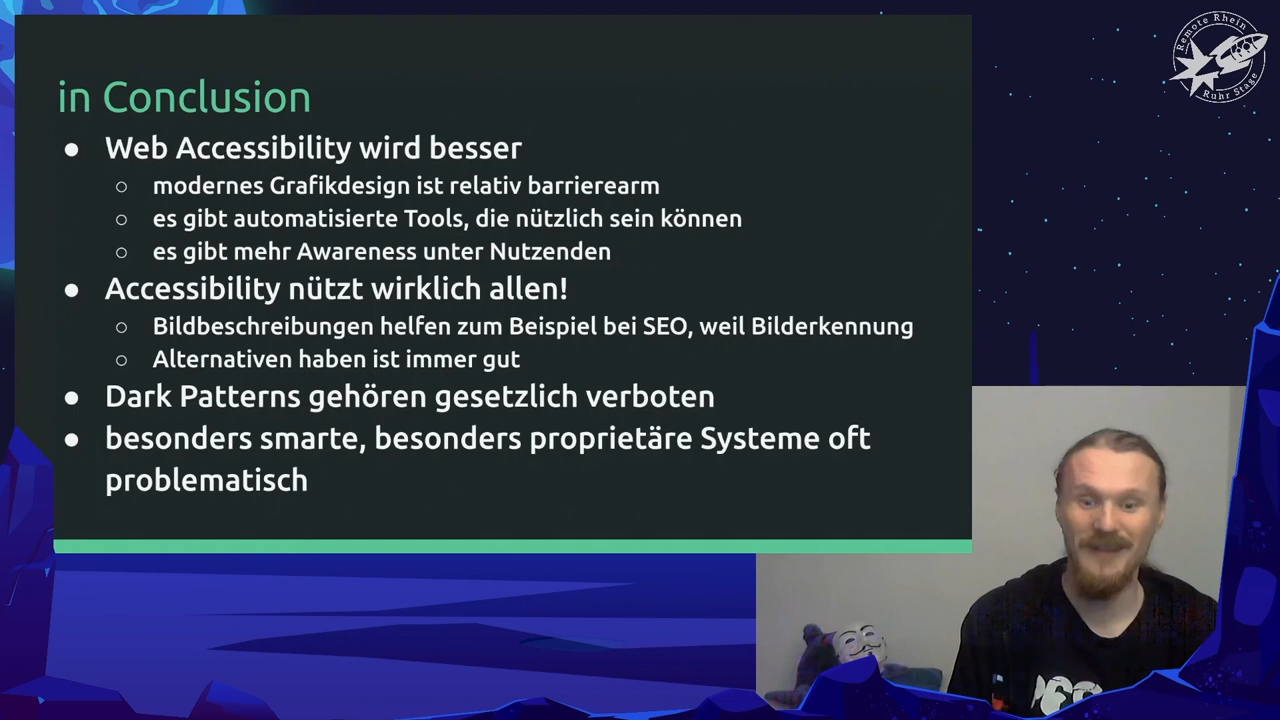 Remote Rhein
Ruhr Stage
in Conclusion
● Web Accessibility wird besser
○ modernes Grafikdesign ist relativ barrierearm
○ es gibt automatisierte Tools, die nützlich sein können
○ es gibt mehr Awareness unter Nutzenden
● Accessibility nützt wirklich allen!
○ Bildbeschreibungen helfen zum Beispiel bei SEO, weil Bilderkennung
○ Alternativen haben ist immer gut
● Dark Patterns gehören gesetzlich verboten
● besonders smarte, besonders proprietäre Systeme oft
problematisch